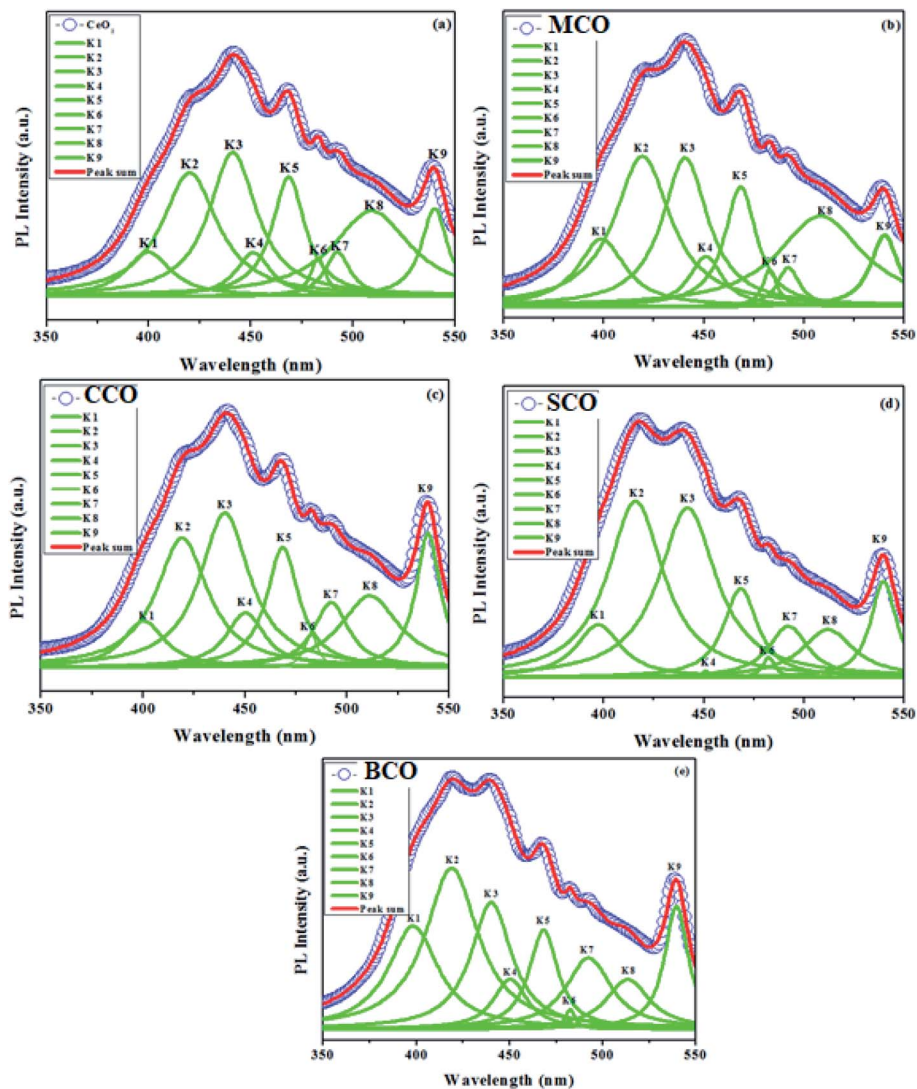 CeO₂
K1
K2
K3
K4
K5
K6
K7
K8
K9
Peak sum
(a)
K1
K2
K3
K4
K5
K6
K7
K8
K9
PL Intensity (a.u.)
350 400 450 500 550
Wavelength (nm)
MCO
K1
K2
K3
K4
K5
K6
K7
K8
K9
Peak sum
(b)
K1
K2
K3
K4
K5
K6
K7
K8
K9
PL Intensity (a.u.)
350 400 450 500 550
Wavelength (nm)
CCO
K1
K2
K3
K4
K5
K6
K7
K8
K9
Peak sum
(c)
K1
K2
K3
K4
K5
K6
K7
K8
K9
PL Intensity (a.u.)
350 400 450 500 550
Wavelength (nm)
SCO
K1
K2
K3
K4
K5
K6
K7
K8
K9
Peak sum
(d)
K1
K2
K3
K4
K5
K6
K7
K8
K9
PL Intensity (a.u.)
350 400 450 500 550
Wavelength (nm)
BCO
K1
K2
K3
K4
K5
K6
K7
K8
K9
Peak sum
(e)
K1
K2
K3
K4
K5
K6
K7
K8
K9
PL Intensity (a.u.)
350 400 450 500 550
Wavelength (nm)